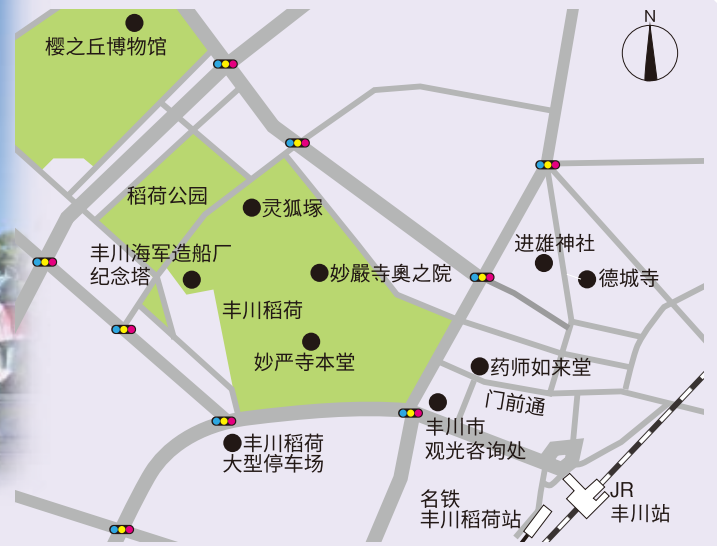 N
樱之丘博物馆
稻荷公园
灵狐塚
进雄神社
丰川海军造船厂
纪念塔
妙嚴寺奥之院
德城寺
丰川稻荷
妙严寺本堂
药师如来堂
门前通
丰川市
观光咨询处
丰川稻荷
大型停车场
名铁
丰川稻荷站
JR
丰川站